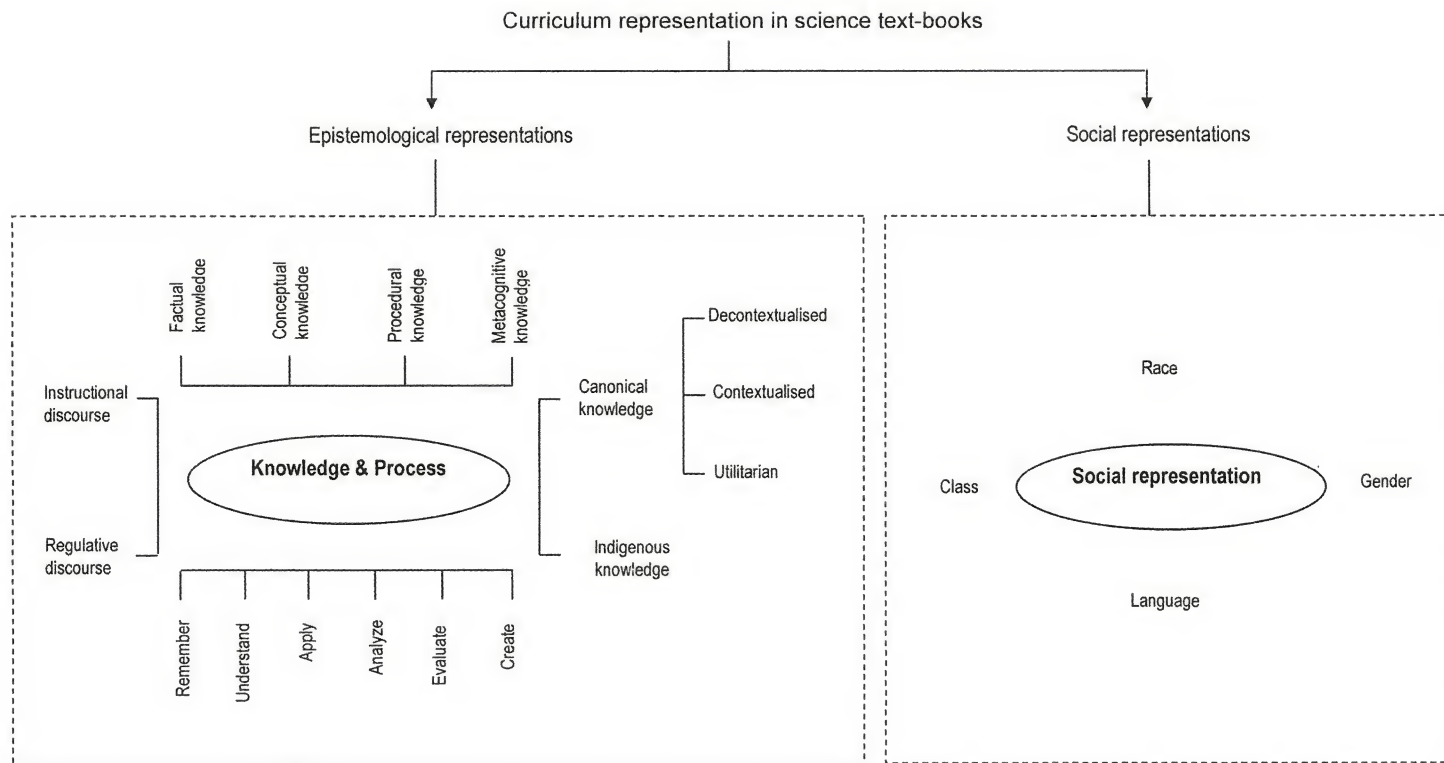 Curriculum representation in science text-books
Epistemological representations
Social representations
Factual
knowledge
Conceptual
knowledge
Procedural
knowledge
Metacognitive
knowledge
Instructional
discourse
Regulative
discourse
Knowledge & Process
Canonical
knowledge
Indigenous
knowledge
Decontextualised
Contextualised
Utilitarian
Remember
Understand
Apply
Analyze
Evaluate
Create
Race
Class
Social representation
Gender
Language